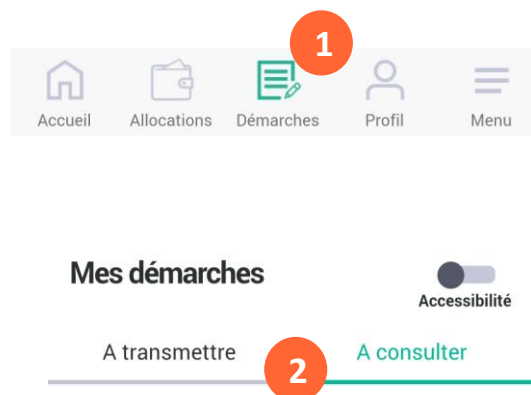 1
Accueil Allocations Démarches Profil Menu
Mes démarches
Accessibilité
A transmettre 2 A consulter